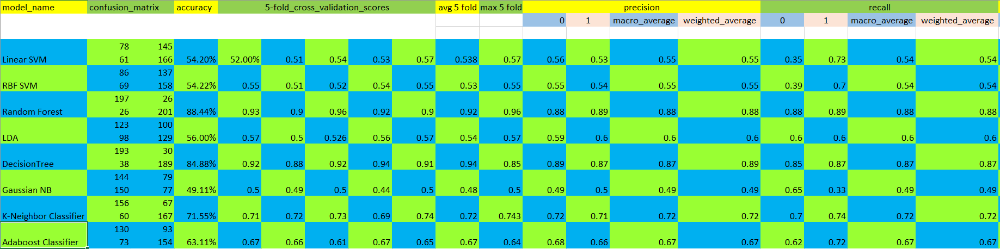 model_name confusion_matrix accuracy 5-fold_cross_validation_scores avg 5 fold max 5 fold precision recall
0 1 macro_average weighted_average 0 1 macro_average weighted_average
78 145
Linear SVM 61 166 54.20% 52.00% 0.51 0.54 0.53 0.57 0.538 0.57 0.56 0.53 0.55 0.55 0.35 0.73 0.54 0.54
86 137
RBF SVM 69 158 54.22% 0.55 0.51 0.52 0.54 0.55 0.53 0.55 0.55 0.54 0.55 0.55 0.39 0.7 0.54 0.54
197 26
Random Forest 26 201 88.44% 0.93 0.9 0.96 0.92 0.9 0.92 0.96 0.88 0.89 0.88 0.88 0.88 0.89 0.88 0.88
123 100
LDA 98 129 56.00% 0.57 0.5 0.526 0.56 0.57 0.54 0.57 0.59 0.6 0.6 0.6 0.6 0.6 0.6 0.6
193 30
DecisionTree 38 189 84.88% 0.92 0.88 0.92 0.94 0.91 0.94 0.85 0.89 0.87 0.87 0.89 0.85 0.87 0.87 0.87
144 79
Gaussian NB 150 77 49.11% 0.5 0.49 0.5 0.44 0.5 0.48 0.5 0.49 0.5 0.49 0.49 0.65 0.33 0.49 0.49
156 67
K-Neighbor Classifier 60 167 71.55% 0.71 0.72 0.73 0.69 0.74 0.72 0.743 0.72 0.71 0.72 0.72 0.7 0.74 0.72 0.72
130 93
Adaboost Classifier 73 154 63.11% 0.67 0.66 0.61 0.67 0.65 0.67 0.64 0.68 0.66 0.67 0.67 0.62 0.72 0.67 0.67